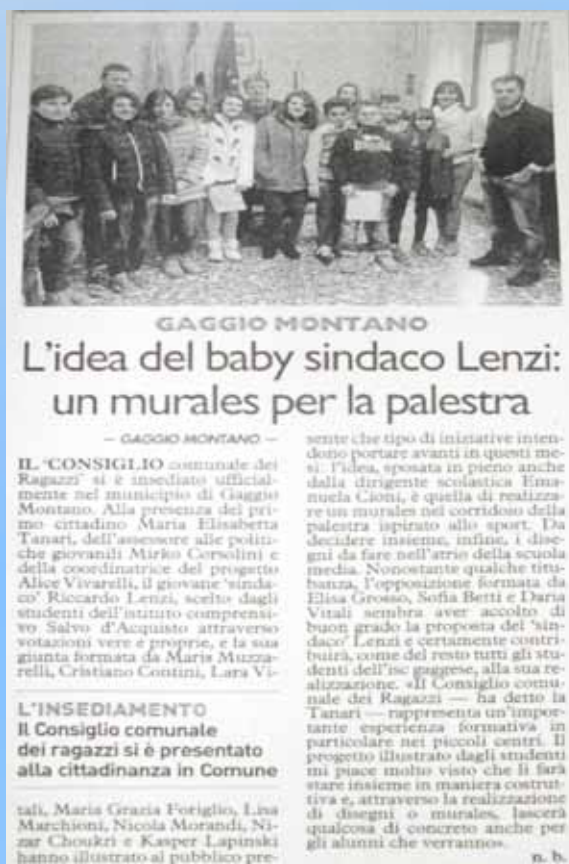 GAGGIO MONTANO
L'idea del baby sindaco Lenzi:
un murales per la palestra
— GAGGIO MONTANO —
IL 'CONSIGLIO comunale dei
Ragazzi' si è insediato ufficial-
mente nel municipio di Gaggio
Montano. Alla presenza del pri-
mo cittadino Maria Elisabetta
Tanari, dell'assessore alle politi-
che giovanili Mirko Corsolini e
della coordinatrice del progetto
Alice Vivarelli, il giovane 'sinda-
co' Riccardo Lenzi, scelto dagli
studenti dell'istituto comprensi-
vo Salvo d'Acquisto attraverso
votazioni vere e proprie, e la sua
giunta formata da Maris Muzza-
relli, Cristiano Contini, Lara Vi-
L'INSEDIAMENTO
Il Consiglio comunale
dei ragazzi si è presentato
alla cittadinanza in Comune
tali, Maria Grazia Foriglio, Lisa
Marchioni, Nicola Morandi, Ni-
zar Choukri e Kasper Lapinski
hanno illustrato al pubblico pre-
sente che tipo di iniziative inten-
dono portare avanti in questi me-
si: l'idea, sposata in pieno anche
dalla dirigente scolastica Ema-
nuela Cioni, è quella di realizza-
re un murales nel corridoio della
palestra ispirato allo sport. Da
decidere insieme, infine, i dise-
gni da fare nell'atrio della scuola
media. Nonostante qualche titu-
banza, l'opposizione formata da
Elisa Grosso, Sofia Betti e Daria
Vitali sembra aver accolto di
buon grado la proposta del 'sin-
daco' Lenzi e certamente contri-
buirà, come del resto tutti gli stu-
denti dell'isc gaggese, alla sua re-
alizzazione. «Il Consiglio comu-
nale dei Ragazzi — ha detto la
Tanari — rappresenta un'impor-
tante esperienza formativa in
particolare nei piccoli centri. Il
progetto illustrato dagli studenti
mi piace molto visto che li farà
stare insieme in maniera costrut-
tiva e, attraverso la realizzazione
di disegni o murales, lascerà
qualcosa di concreto anche per
gli alunni che verranno».
n. b.